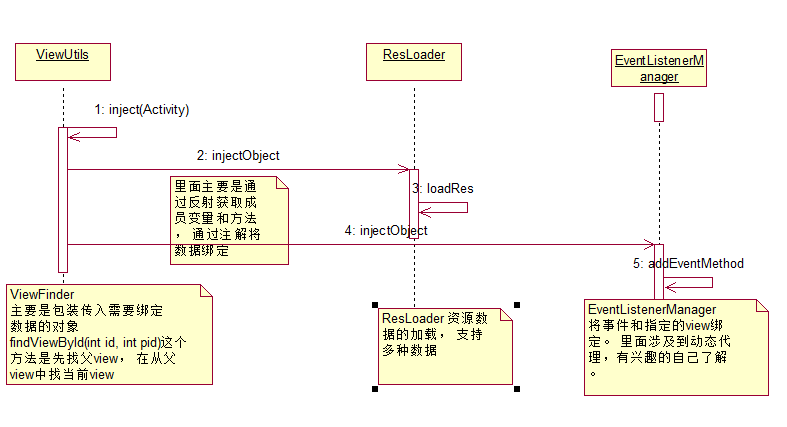 ViewUtils
ResLoader
EventListenerM
anager
1: inject(Activity)
2: injectObject
里面主要是通
过反射获取成
员变量和方法
， 通过注解将
数据绑定
3: loadRes
4: injectObject
5: addEventMethod
ViewFinder
主要是包装传入需要绑定
数据的对象
findViewById(int id, int pid)这个
方法是先找父view， 在从父
view中找当前view
ResLoader 资源数
据的加载， 支持
多种数据
EventListenerManager
将事件和指定的view绑
定。 里面涉及到动态代
理，有兴趣的自己了解
。